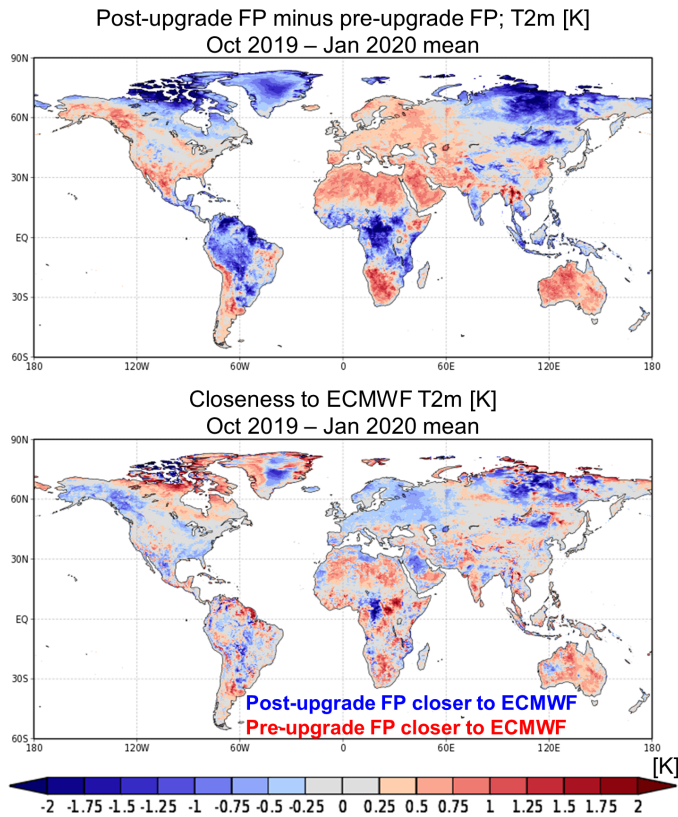 Post-upgrade FP minus pre-upgrade FP; T2m [K]
Oct 2019 – Jan 2020 mean
90N
60N
30N
EQ
30S
60S
180 120W 60W 0 60E 120E 180
Closeness to ECMWF T2m [K]
Oct 2019 – Jan 2020 mean
90N
60N
30N
EQ
30S
Post-upgrade FP closer to ECMWF
Pre-upgrade FP closer to ECMWF
60S
180 120W 60W 0 60E 120E 180
[K]
-2 -1.75 -1.5 -1.25 -1 -0.75 -0.5 -0.25 0 0.25 0.5 0.75 1 1.25 1.5 1.75 2